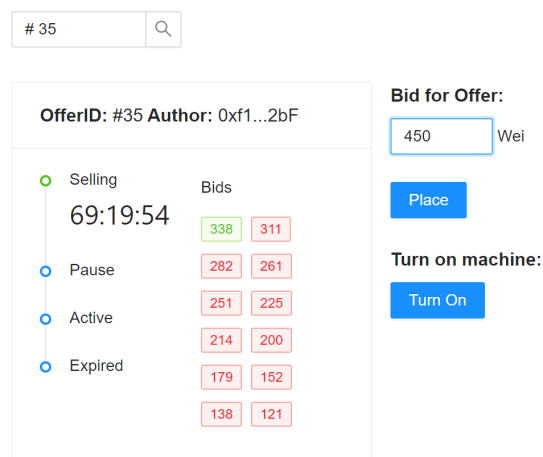 # 35
OfferID: #35 Author: 0xf1...2bF
Selling
69:19:54
Pause
Active
Expired
Bids
338 311
282 261
251 225
214 200
179 152
138 121
Bid for Offer:
450 Wei
Place
Turn on machine:
Turn On